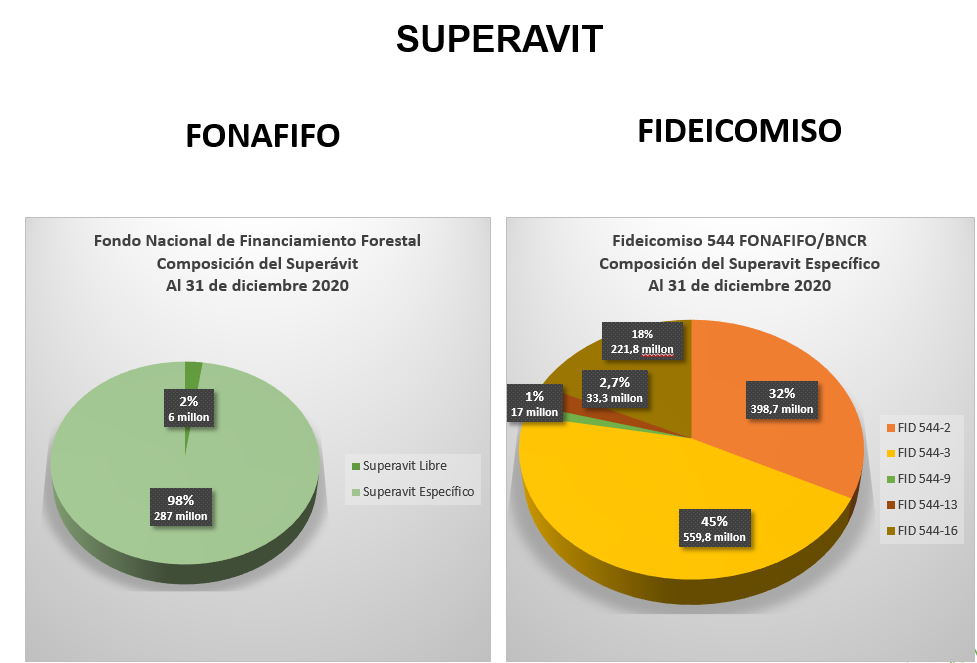 SUPERAVIT
FONAFIFO
FIDEICOMISO
Fondo Nacional de Financiamiento Forestal
Composición del Superávit
Al 31 de diciembre 2020
2%
6 millon
98%
287 millon
Superavit Libre
Superavit Específico
Fideicomiso 544 FONAFIFO/BNCR
Composición del Superavit Específico
Al 31 de diciembre 2020
18%
221,8 millon
2,7%
33,3 millon
1%
17 millon
32%
398,7 millon
45%
559,8 millon
FID 544-2
FID 544-3
FID 544-9
FID 544-13
FID 544-16